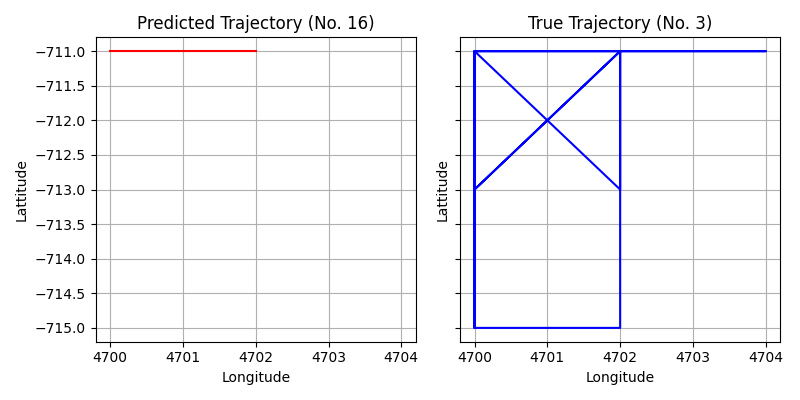 Predicted Trajectory (No. 16)
True Trajectory (No. 3)
−711.0
−711.5
−712.0
−712.5
−713.0
−713.5
−714.0
−714.5
−715.0
Lattitude
Lattitude
4700 4701 4702 4703 4704
4700 4701 4702 4703 4704
Longitude
Longitude